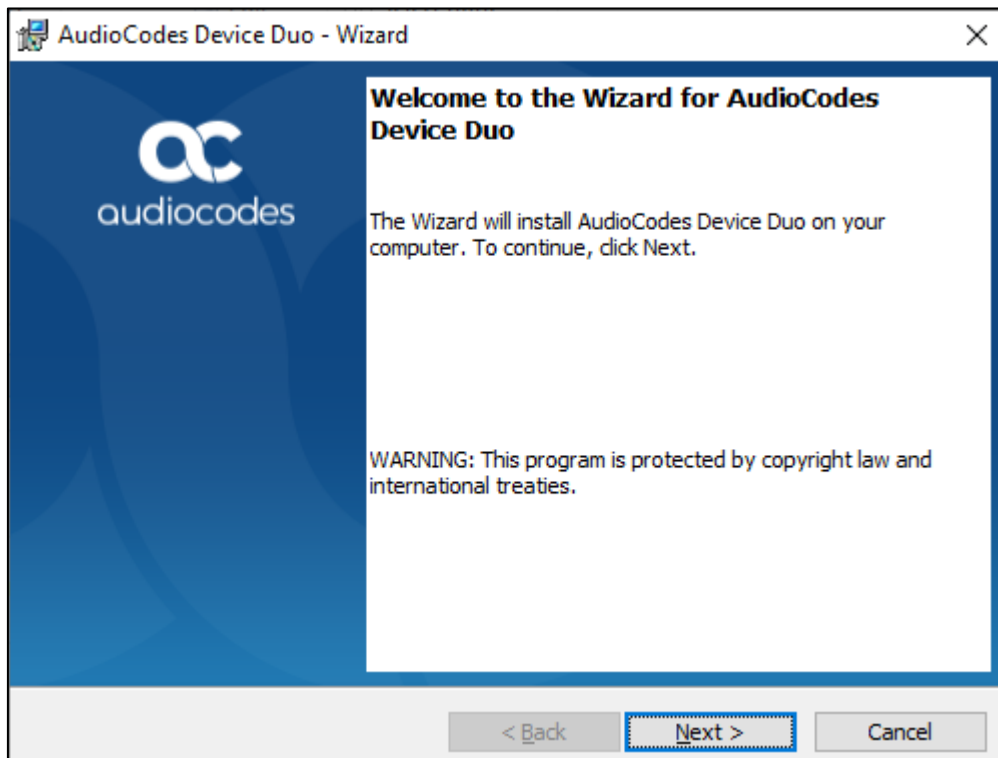 AudioCodes Device Duo - Wizard
ac
audiocodes
Welcome to the Wizard for AudioCodes
Device Duo
The Wizard will install AudioCodes Device Duo on your
computer. To continue, click Next.
WARNING: This program is protected by copyright law and
international treaties.
< Back
Next >
Cancel